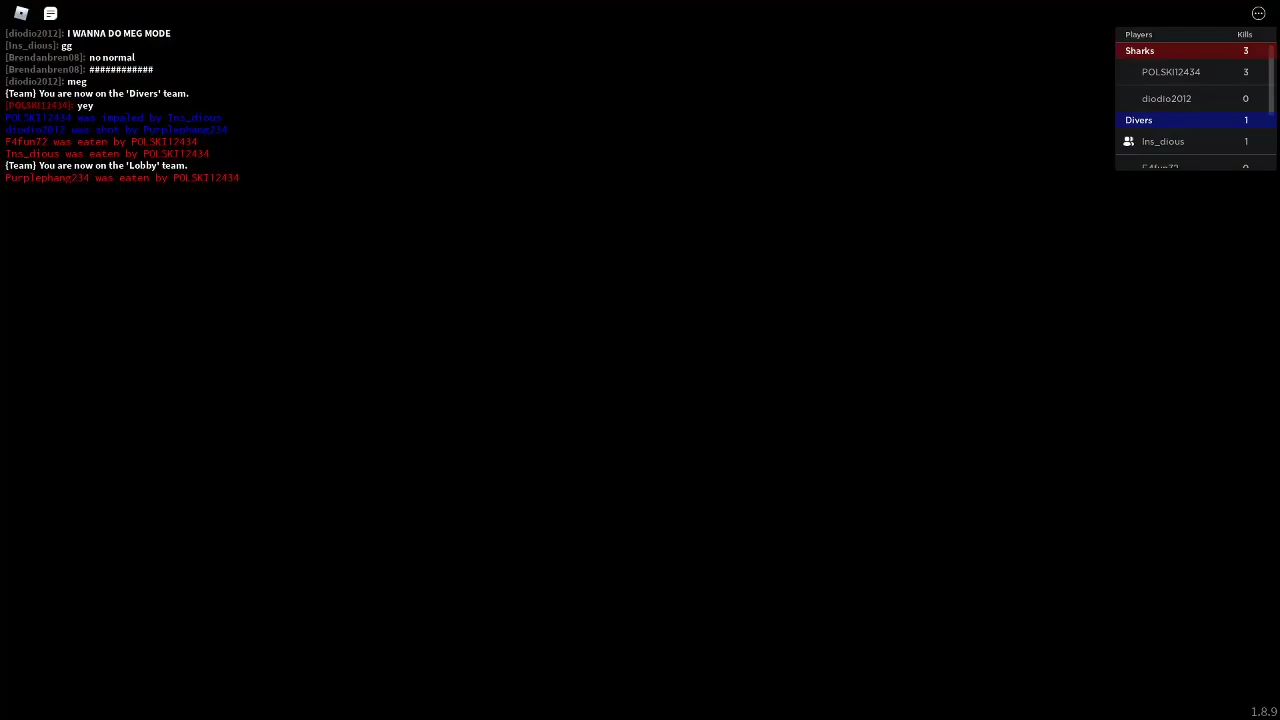 [diodio2012]: I WANNA DO MEG MODE
[Ins_dious]: gg
[Brendanbren08]: no normal
[Brendanbren08]: ############
[diodio2012]: meg
{Team} You are now on the 'Divers' team.
[POLSKI12434]: yey
POLSKI12434 was impaled by Ins_dious
diodio2012 was shot by Purplephang234
F4fun72 was eaten by POLSKI12434
Ins_dious was eaten by POLSKI12434
{Team} You are now on the 'Lobby' team.
Purplephang234 was eaten by POLSKI12434
Players Kills
Sharks 3
POLSKI12434 3
diodio2012 0
Divers 1
Ins_dious 1
F4fun72 0
1.8.9